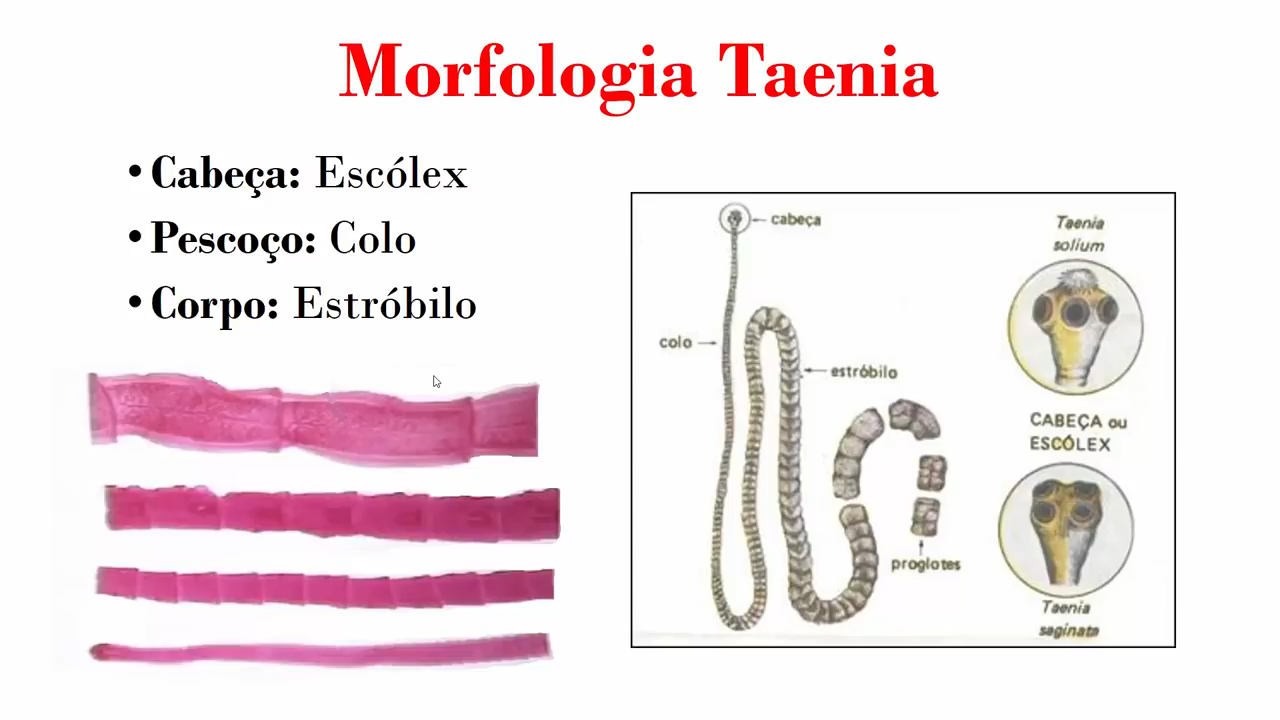 Morfologia Taenia
• Cabeça: Escólex
• Pescoço: Colo
• Corpo: Estróbilo
cabeça
colo
estróbilo
proglotes
Taenia
solium
CABEÇA ou
ESCÓLEX
Taenia
saginata